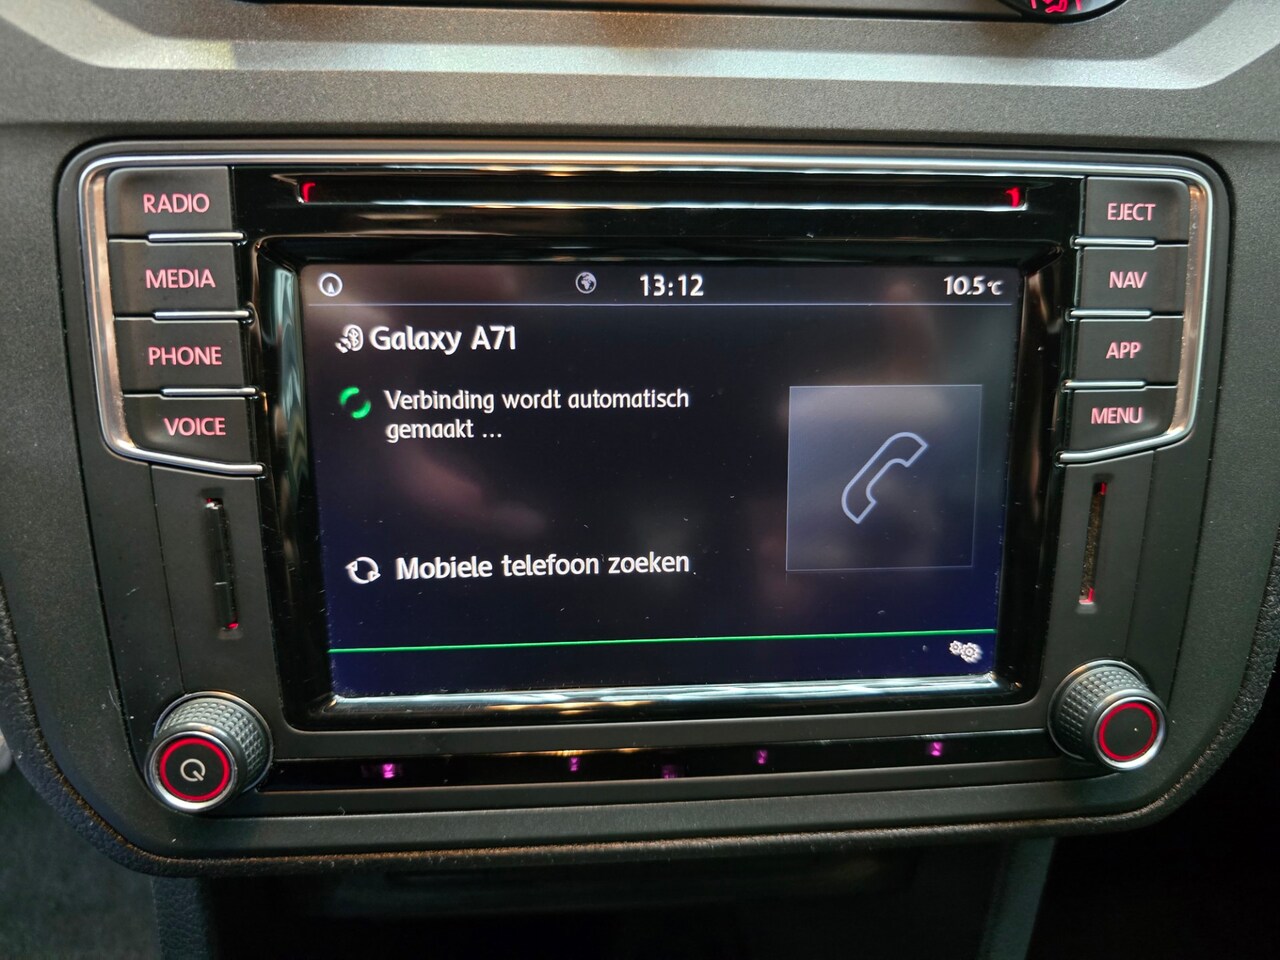 RADIO
MEDIA
PHONE
VOICE
EJECT
NAV
APP
MENU
13:12
10.5°C
Galaxy A71
Verbinding wordt automatisch
gemaakt ...
Mobiele telefoon zoeken